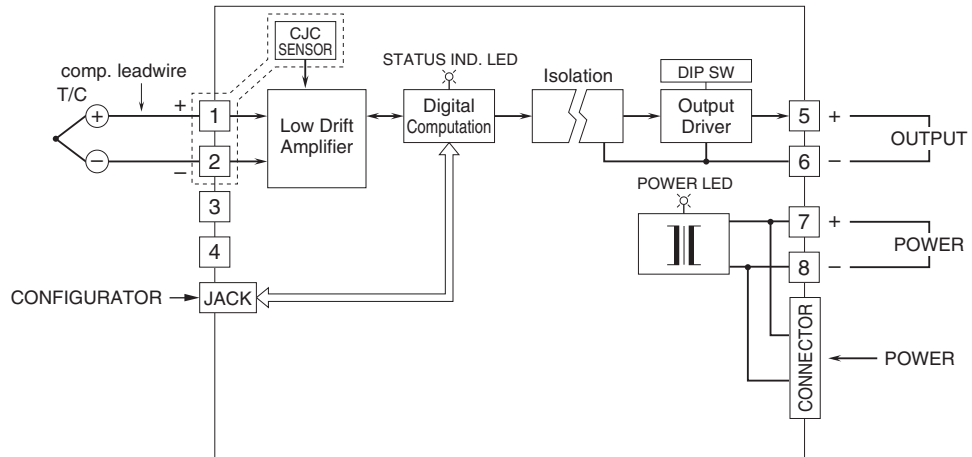 CJC
SENSOR
comp. leadwire
T/C
+
+
1
−
−
2
3
4
Low Drift
Amplifier
STATUS IND. LED
Digital
Computation
Isolation
DIP SW
Output
Driver
5 +
6 −
OUTPUT
POWER LED
7 +
8 −
POWER
CONFIGURATOR
JACK
CONNECTOR
POWER